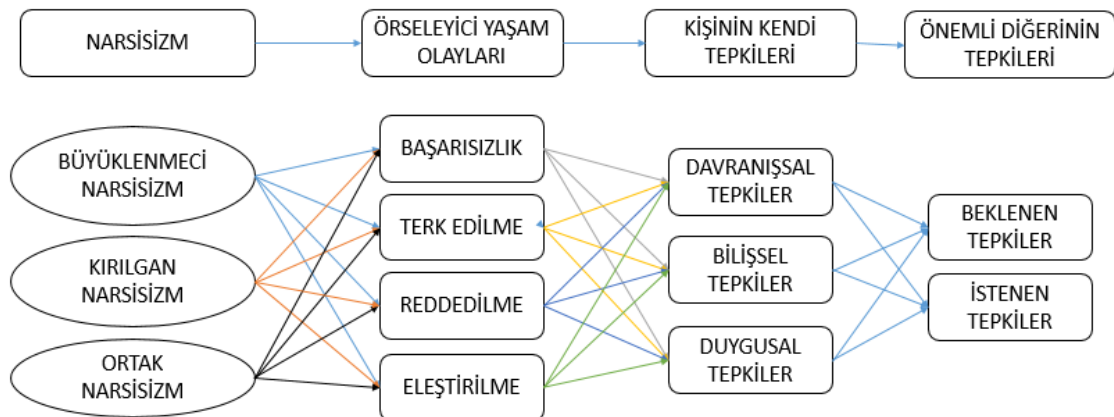 NARSİSİZM
ÖRSELEYİCİ YAŞAM
OLAYLARI
KİŞİNİN KENDİ
TEPKİLERİ
ÖNEMLİ DİĞERİNİN
TEPKİLERİ
BÜYÜKLENMECİ
NARSİSİZM
KIRILGAN
NARSİSİZM
ORTAK
NARSİSİZM
BAŞARISIZLIK
TERK EDİLME
REDDEDİLME
ELEŞTİRİLME
DAVRANIŞSAL
TEPKİLER
BİLİŞSEL
TEPKİLER
DUYGUSAL
TEPKİLER
BEKLENEN
TEPKİLER
İSTENEN
TEPKİLER